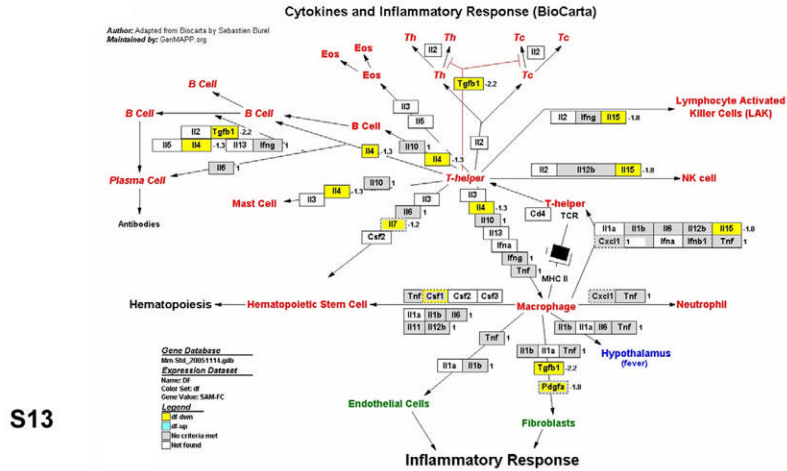 Cytokines and Inflammatory Response (BioCarta)
Author: Adapted from Biocarta by Sebastien Burel
Maintained by: GenMAPP.org
Eos
Eos
Eos
Th
Th
Il2
Tc
Tc
Il2
Th
Tgfb1 -2.2
Tc
B Cell
B Cell
B Cell
Il3
Il5
B Cell
Lymphocyte Activated
Killer Cells (LAK)
Il2 Ifng Il15 -1.8
Il2 Tgfb1 -2.2
Il5 Il4 -1.3 Il13 Ifng 1
Il4 -1.3
Il10 1
Il4 -1.3
Il2
Il6 1
Plasma Cell
T-helper
Il2 Il12b Il15 -1.8
NK cell
Antibodies
Mast Cell
Il3
Il4 -1.3
Il10 1
Il3
Il6 1
Il7 -1.2
Csf2
Il3
Il4 -1.3
Il10 1
Il13
Ifna
Ifng 1
Tnf 1
Cd4
T-helper
TCR
MHC II
Il1a Il1b Il6 Il12b Il15 -1.8
Cxcl1 1 Ifna Ifnb1 Tnf 1
Hematopoiesis
Hematopoietic Stem Cell
Tnf Csf1 Csf2 Csf3
Il1a Il1b Il6 1
Il11 Il12b 1
Macrophage
Cxcl1 Tnf 1
Neutrophil
Tnf 1
Il1a Il1b 1
Il1b Il1a Tnf 1
Tgfb1 -2.2
Pdgfa -1.8
Il1b Il1a Il6 Tnf 1
Hypothalamus
(fever)
Endothelial Cells
Fibroblasts
Inflammatory Response
Gene Database
Mm-Std_20051114.gdb
Expression Dataset
Name: DF
Color Set: df
Gene Value: SAM-FC
Legend
df-dwn
df-up
No criteria met
Not found
S13